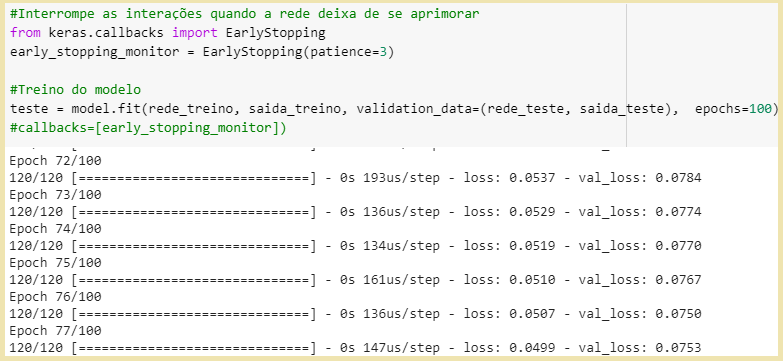 #Interrompe as interações quando a rede deixa de se aprimorar
from keras.callbacks import EarlyStopping
early_stopping_monitor = EarlyStopping(patience=3)
#Treino do modelo
teste = model.fit(rede_treino, saida_treino, validation_data=(rede_teste, saida_teste),  epochs=100)
#callbacks=[early_stopping_monitor])
Epoch 72/100
120/120 [==============================] - 0s 193us/step - loss: 0.0537 - val_loss: 0.0784
Epoch 73/100
120/120 [==============================] - 0s 136us/step - loss: 0.0529 - val_loss: 0.0774
Epoch 74/100
120/120 [==============================] - 0s 134us/step - loss: 0.0519 - val_loss: 0.0770
Epoch 75/100
120/120 [==============================] - 0s 161us/step - loss: 0.0510 - val_loss: 0.0767
Epoch 76/100
120/120 [==============================] - 0s 136us/step - loss: 0.0507 - val_loss: 0.0750
Epoch 77/100
120/120 [==============================] - 0s 147us/step - loss: 0.0499 - val_loss: 0.0753